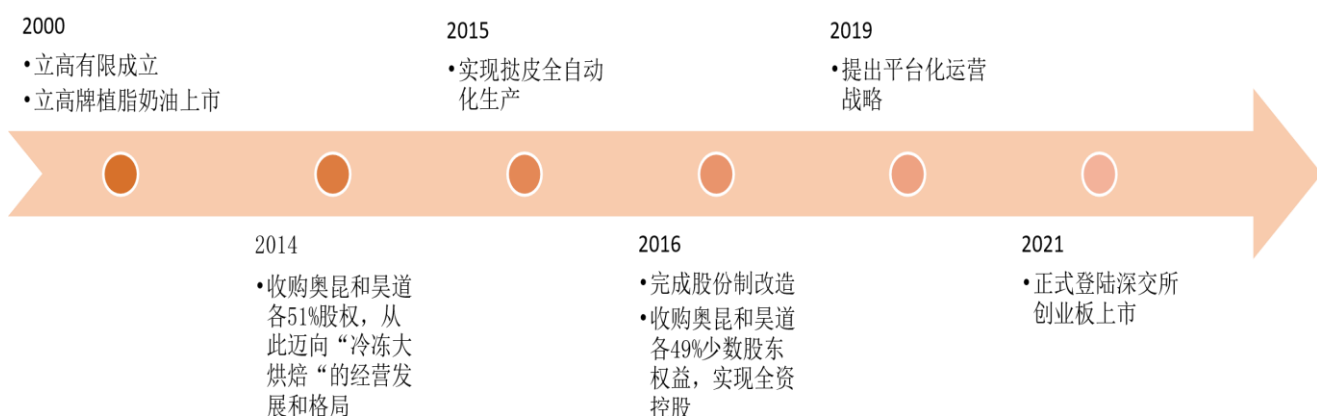 2000
•立高有限成立
•立高牌植脂奶油上市
2014
•收购奥昆和昊道
各51%股权，从
此迈向“冷冻大
烘焙“的经营发
展和格局
2015
•实现挞皮全自动
化生产
2016
•完成股份制改造
•收购奥昆和昊道
各49%少数股东
权益，实现全资
控股
2019
•提出平台化运营
战略
2021
•正式登陆深交所
创业板上市